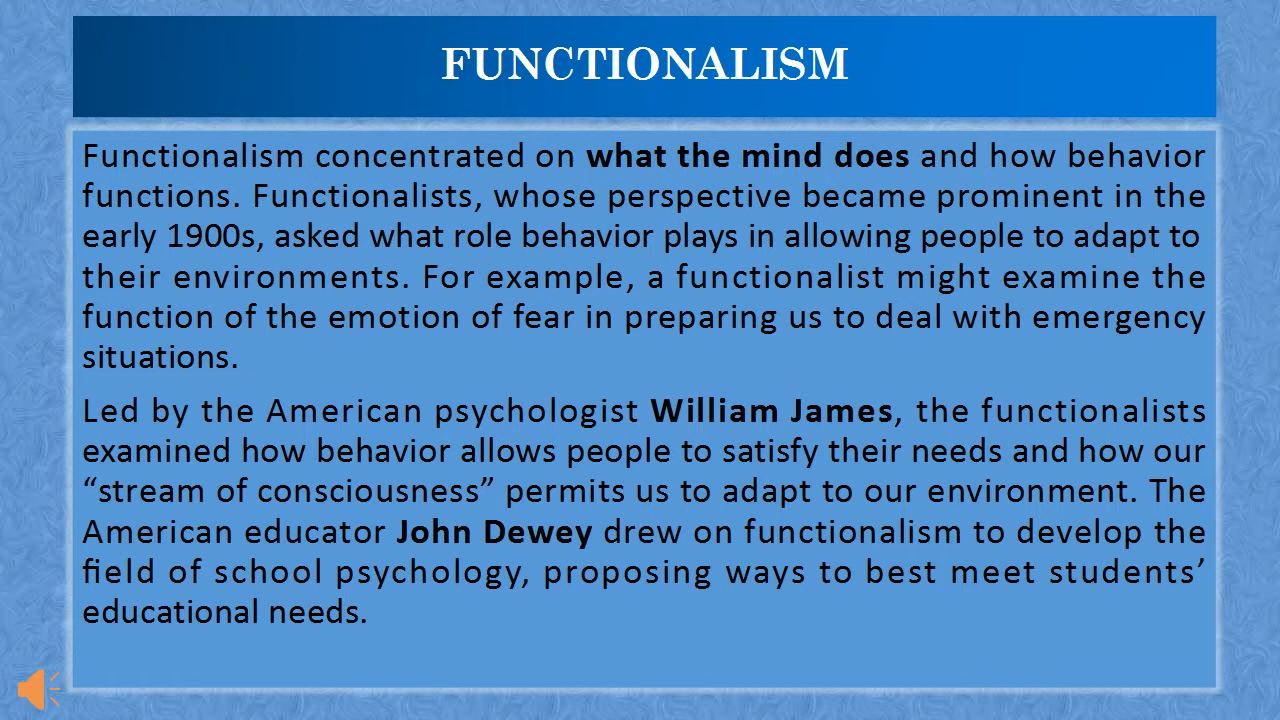 FUNCTIONALISM
Functionalism concentrated on what the mind does and how behavior
functions. Functionalists, whose perspective became prominent in the
early 1900s, asked what role behavior plays in allowing people to adapt to
their environments. For example, a functionalist might examine the
function of the emotion of fear in preparing us to deal with emergency
situations.
Led by the American psychologist William James, the functionalists
examined how behavior allows people to satisfy their needs and how our
“stream of consciousness” permits us to adapt to our environment. The
American educator John Dewey drew on functionalism to develop the
field of school psychology, proposing ways to best meet students’
educational needs.